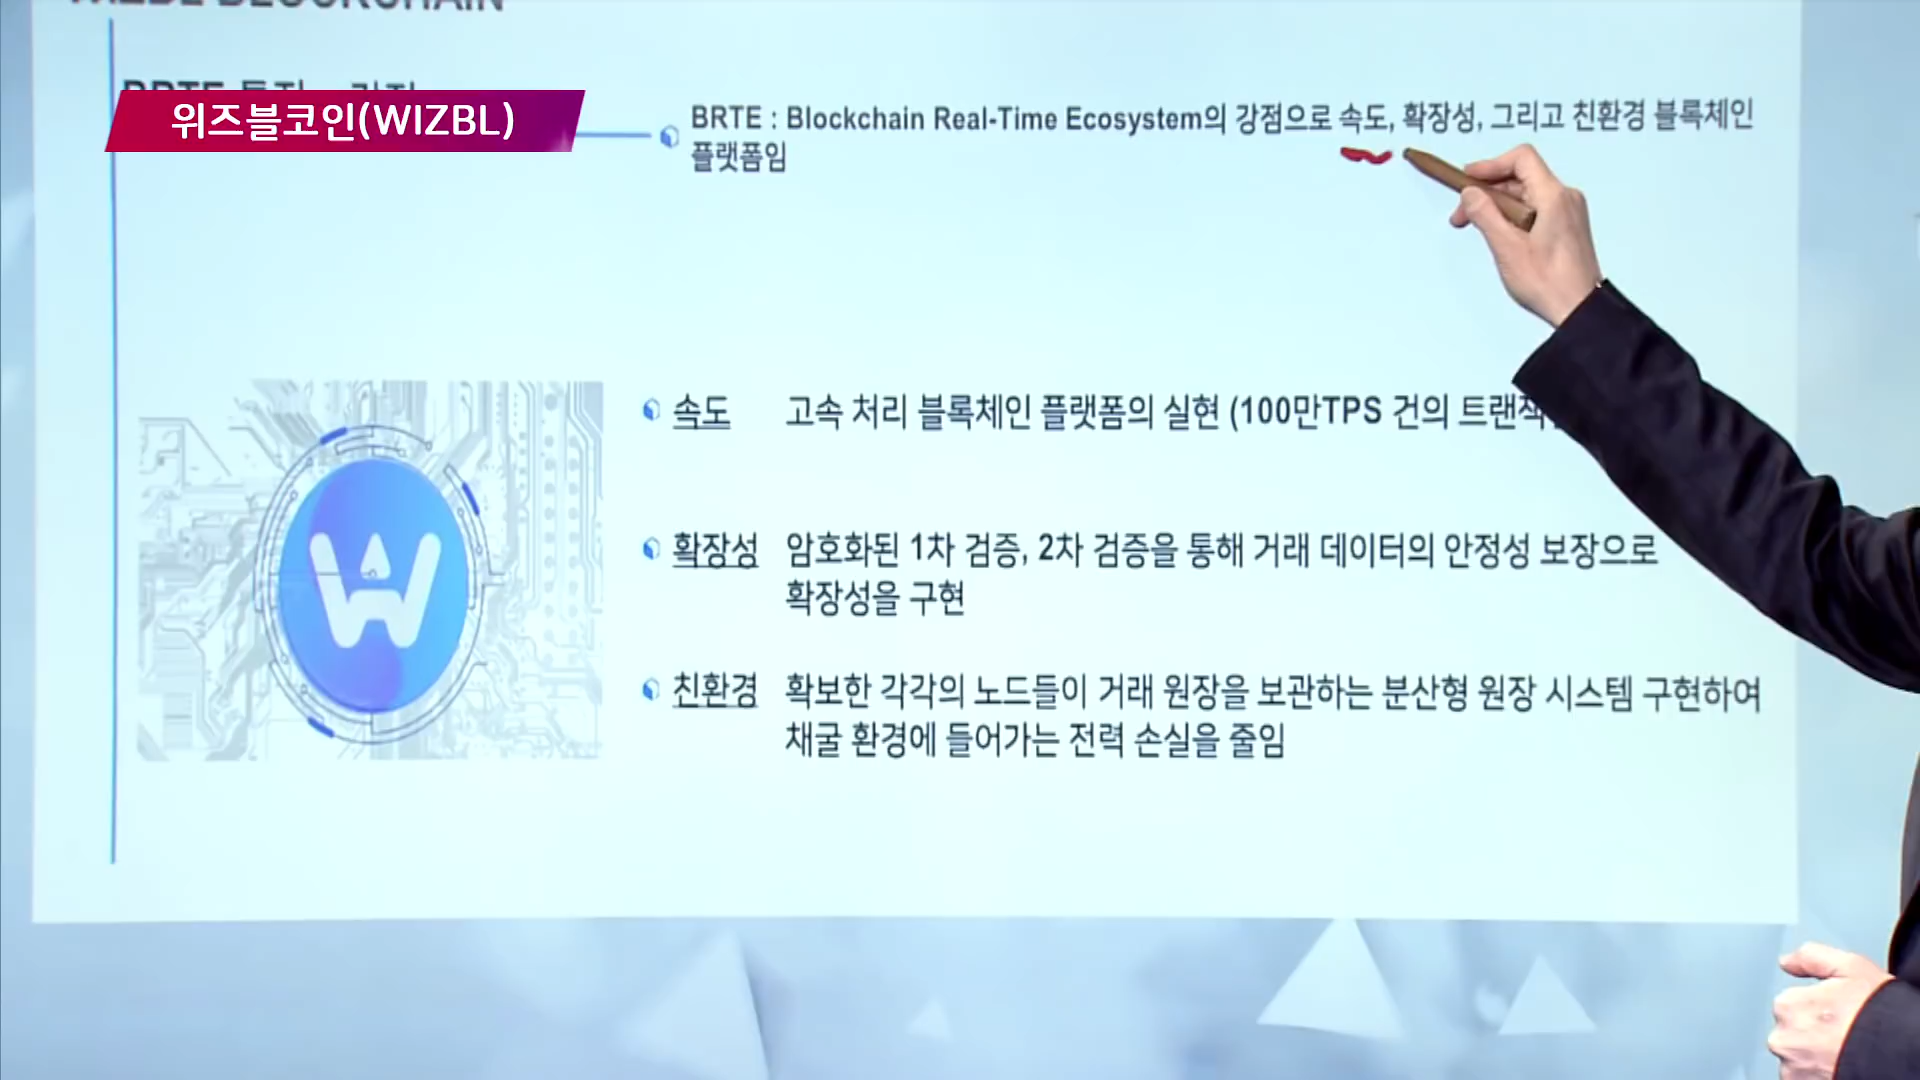 WIZBL BLOCKCHAIN
위즈블코인(WIZBL)
BRTE : Blockchain Real-Time Ecosystem의 강점으로 속도, 확장성, 그리고 친환경 블록체인
플랫폼임
속도 고속 처리 블록체인 플랫폼의 실현 (100만TPS 건의
확장성 암호화된 1차 검증, 2차 검증을 통해 거래 데이터의 안정성 보장으로
확장성을 구현
친환경 확보한 각각의 노드들이 거래 원장을 보관하는 분산형 원장 시스템 구현하여
채굴 환경에 들어가는 전력 손실을 줄임